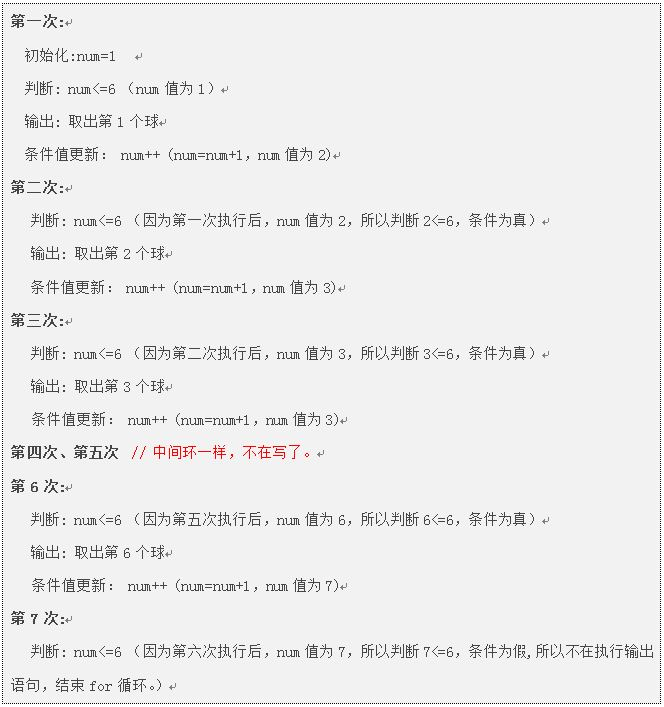 第一次:
初始化:num=1
判断: num<=6 （num 值为 1）
输出: 取出第 1 个球
条件值更新： num++ (num=num+1，num 值为 2)
第二次:
判断: num<=6 （因为第一次执行后，num 值为 2，所以判断 2<=6，条件为真）
输出: 取出第 2 个球
条件值更新： num++ (num=num+1，num 值为 3)
第三次:
判断: num<=6 （因为第二次执行后，num 值为 3，所以判断 3<=6，条件为真）
输出: 取出第 3 个球
条件值更新： num++ (num=num+1，num 值为 3)
第四次、第五次 // 中间环一样，不在写了。
第 6 次:
判断: num<=6 （因为第五次执行后，num 值为 6，所以判断 6<=6，条件为真）
输出: 取出第 6 个球
条件值更新： num++ (num=num+1，num 值为 7)
第 7 次:
判断: num<=6 （因为第六次执行后，num 值为 7，所以判断 7<=6，条件为假,所以不在执行输出
语句，结束 for 循环。）